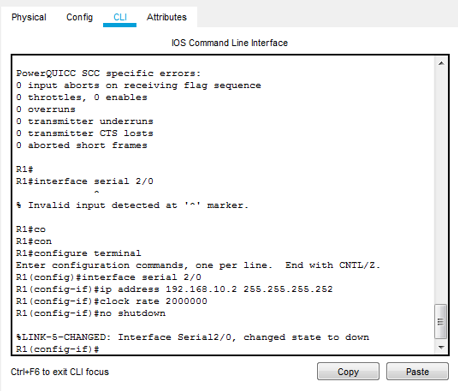 Physical Config CLI Attributes
IOS Command Line Interface
PowerQUICC SCC specific errors:
0 input aborts on receiving flag sequence
0 throttles, 0 enables
0 overruns
0 transmitter underruns
0 transmitter CTS losts
0 aborted short frames
R1#
R1#interface serial 2/0
^
% Invalid input detected at '^' marker.
R1#co
R1#con
R1#configure terminal
Enter configuration commands, one per line. End with CNTL/Z.
R1(config)#interface serial 2/0
R1(config-if)#ip address 192.168.10.2 255.255.255.252
R1(config-if)#clock rate 2000000
R1(config-if)#no shutdown
%LINK-5-CHANGED: Interface Serial2/0, changed state to down
R1(config-if)#
Ctrl+F6 to exit CLI focus
Copy Paste